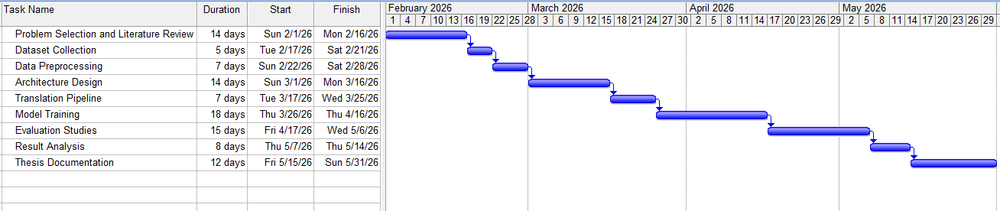 Task Name Duration Start Finish February 2026 March 2026 April 2026 May 2026
1 4 7 10 13 16 19 22 25 28 3 6 9 12 15 18 21 24 27 30 2 5 8 11 14 17 20 23 26 29 2 5 8 11 14 17 20 23 26 29
Problem Selection and Literature Review 14 days Sun 2/1/26 Mon 2/16/26
Dataset Collection 5 days Tue 2/17/26 Sat 2/21/26
Data Preprocessing 7 days Sun 2/22/26 Sat 2/28/26
Architecture Design 14 days Sun 3/1/26 Mon 3/16/26
Translation Pipeline 7 days Tue 3/17/26 Wed 3/25/26
Model Training 18 days Thu 3/26/26 Thu 4/16/26
Evaluation Studies 15 days Fri 4/17/26 Wed 5/6/26
Result Analysis 8 days Thu 5/7/26 Thu 5/14/26
Thesis Documentation 12 days Fri 5/15/26 Sun 5/31/26